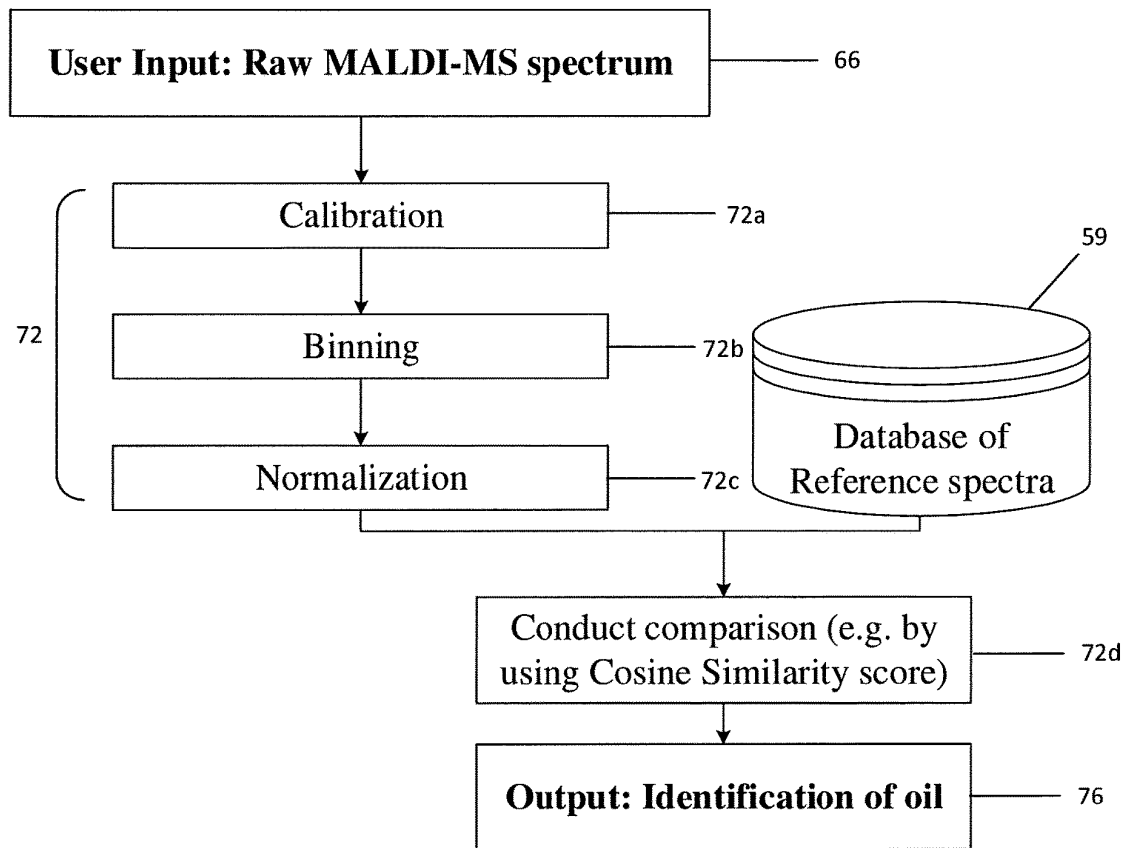 User Input: Raw MALDI-MS spectrum
66
Calibration
72a
59
72
Binning
72b
Database of
Reference spectra
Normalization
72c
Conduct comparison (e.g. by
using Cosine Similarity score)
72d
Output: Identification of oil
76